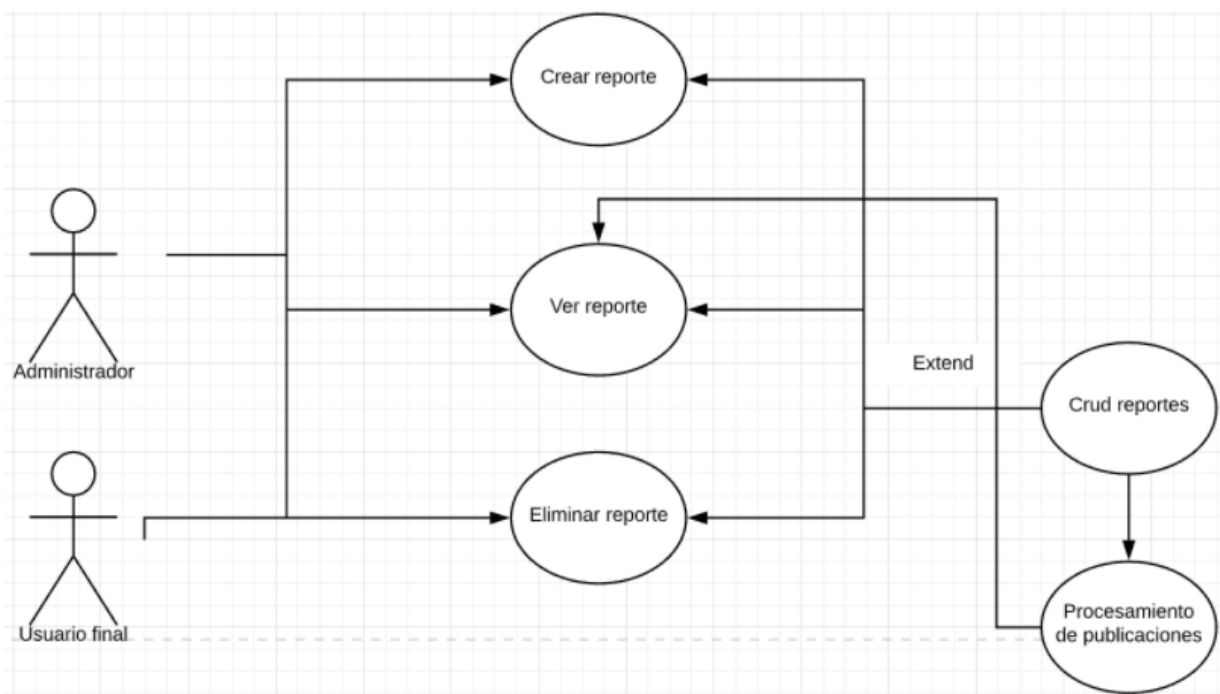 Crear reporte
Ver reporte
Administrador
Extend
Crud reportes
Eliminar reporte
Usuario final
Procesamiento
de publicaciones